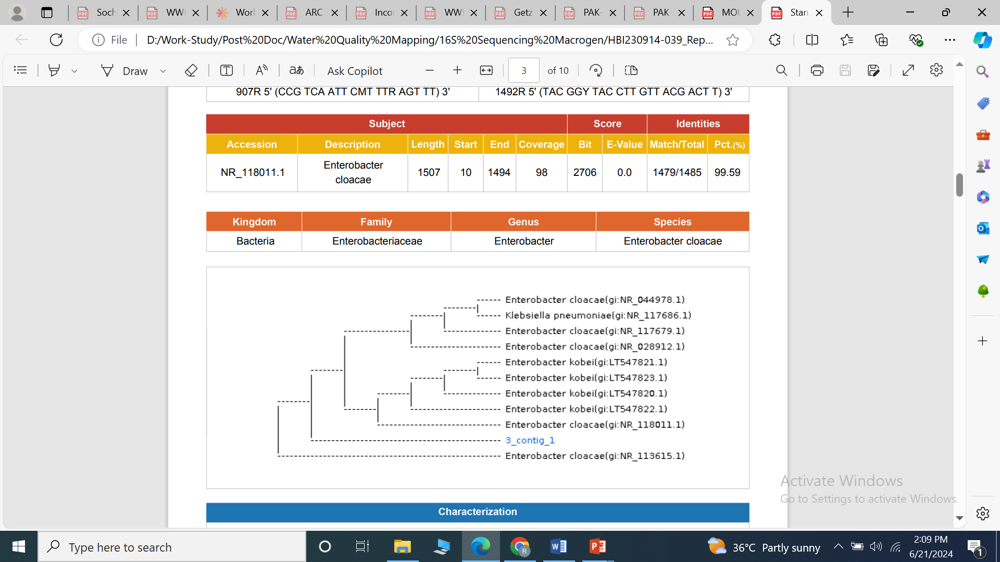 Soch
WW
Worl
ARC
Inco
WW
Getz
PAK-
PAK-
MOU
Stan
File
D:/Work-Study/Post%20Doc/Water%20Quality%20Mapping/16S%20Sequencing%20Macrogen/HBI230914-039_Rep...
Draw
aあ
Ask Copilot
3
of 10
907R 5' (CCG TCA ATT CMT TTR AGT TT) 3' 1492R 5' (TAC GGY TAC CTT GTT ACG ACT T) 3'
Subject Score Identities
Accession Description Length Start End Coverage Bit E-Value Match/Total Pct.(%)
NR_118011.1 Enterobacter cloacae 1507 10 1494 98 2706 0.0 1479/1485 99.59
Kingdom Family Genus Species
Bacteria Enterobacteriaceae Enterobacter Enterobacter cloacae
Enterobacter cloacae(gi:NR_044978.1)
Klebsiella pneumoniae(gi:NR_117686.1)
Enterobacter cloacae(gi:NR_117679.1)
Enterobacter cloacae(gi:NR_028912.1)
Enterobacter kobei(gi:LT547821.1)
Enterobacter kobei(gi:LT547823.1)
Enterobacter kobei(gi:LT547820.1)
Enterobacter kobei(gi:LT547822.1)
Enterobacter cloacae(gi:NR_118011.1)
3_contig_1
Enterobacter cloacae(gi:NR_113615.1)
Characterization
Activate Windows
Go to Settings to activate Windows.
Type here to search
36°C Partly sunny
2:09 PM
6/21/2024
1